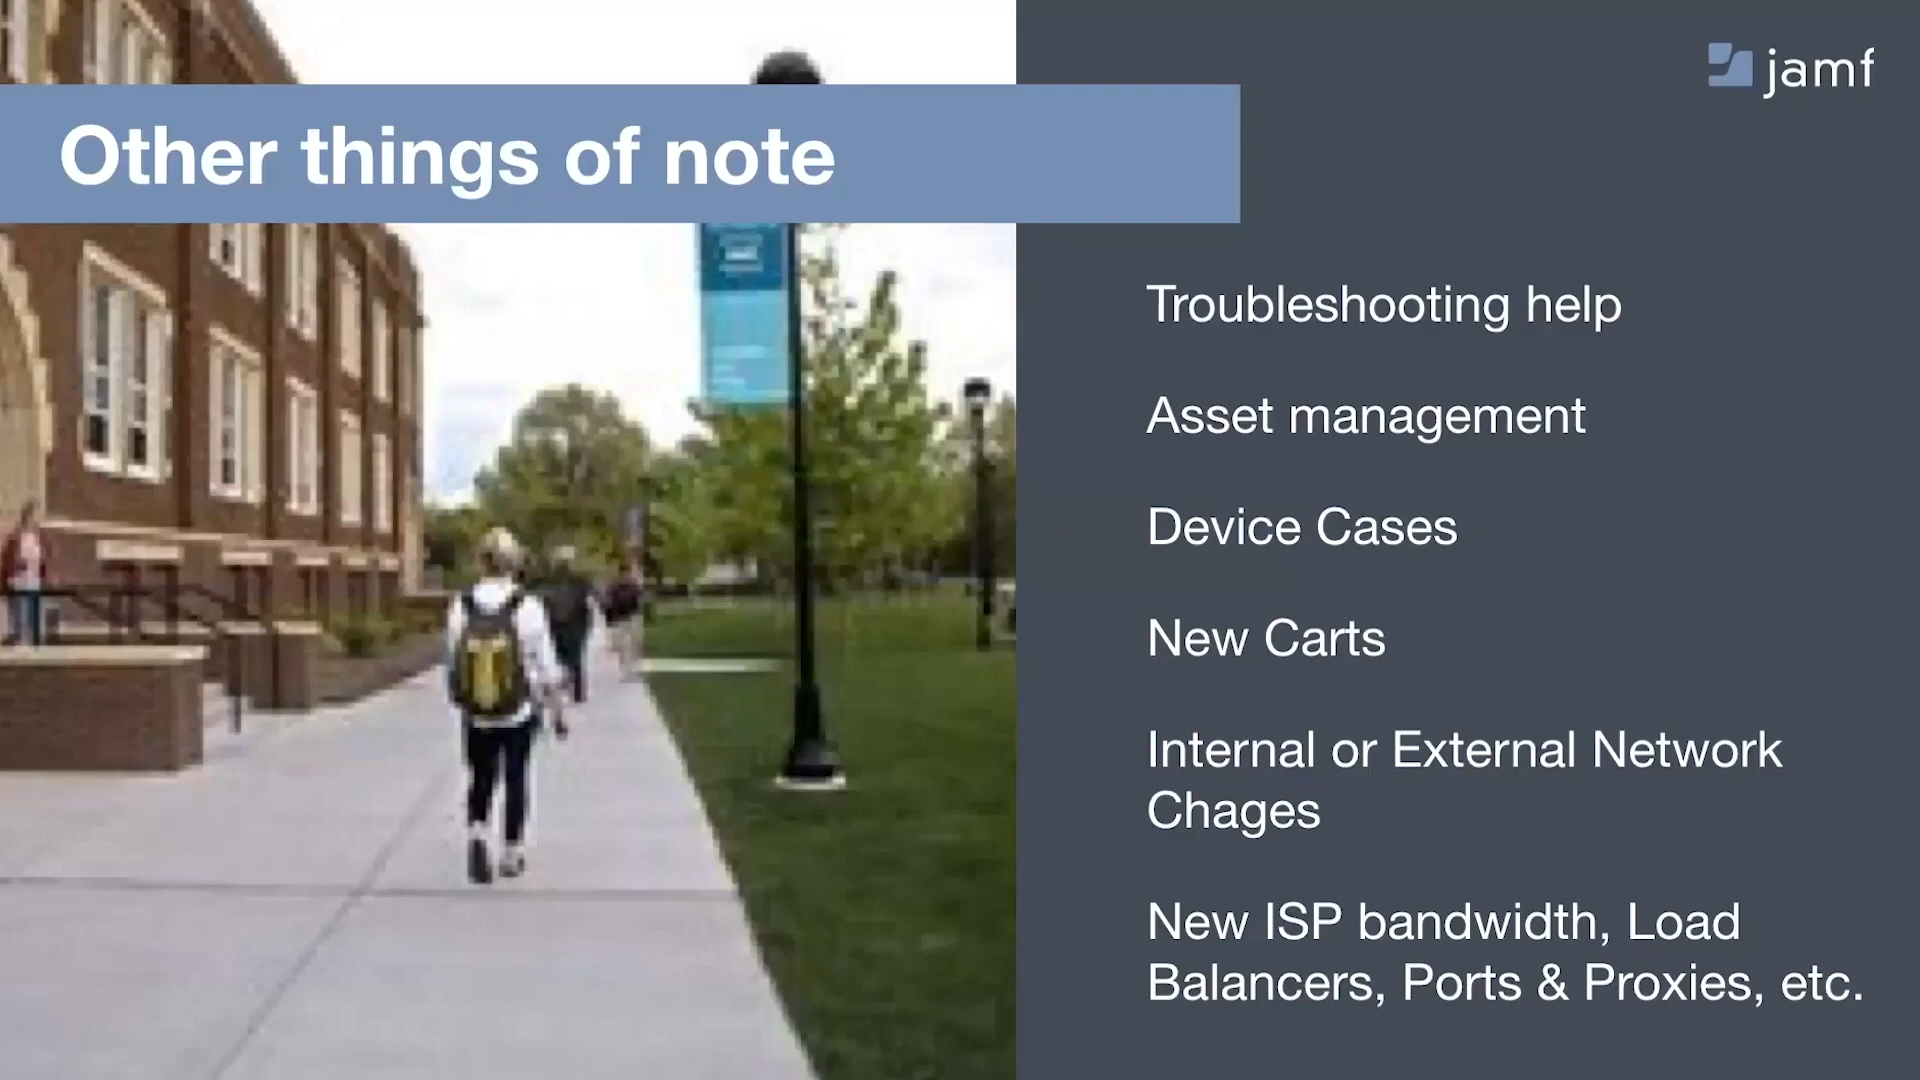 jamf
Other things of note
Troubleshooting help
Asset management
Device Cases
New Carts
Internal or External Network
Chages
New ISP bandwidth, Load
Balancers, Ports & Proxies, etc.